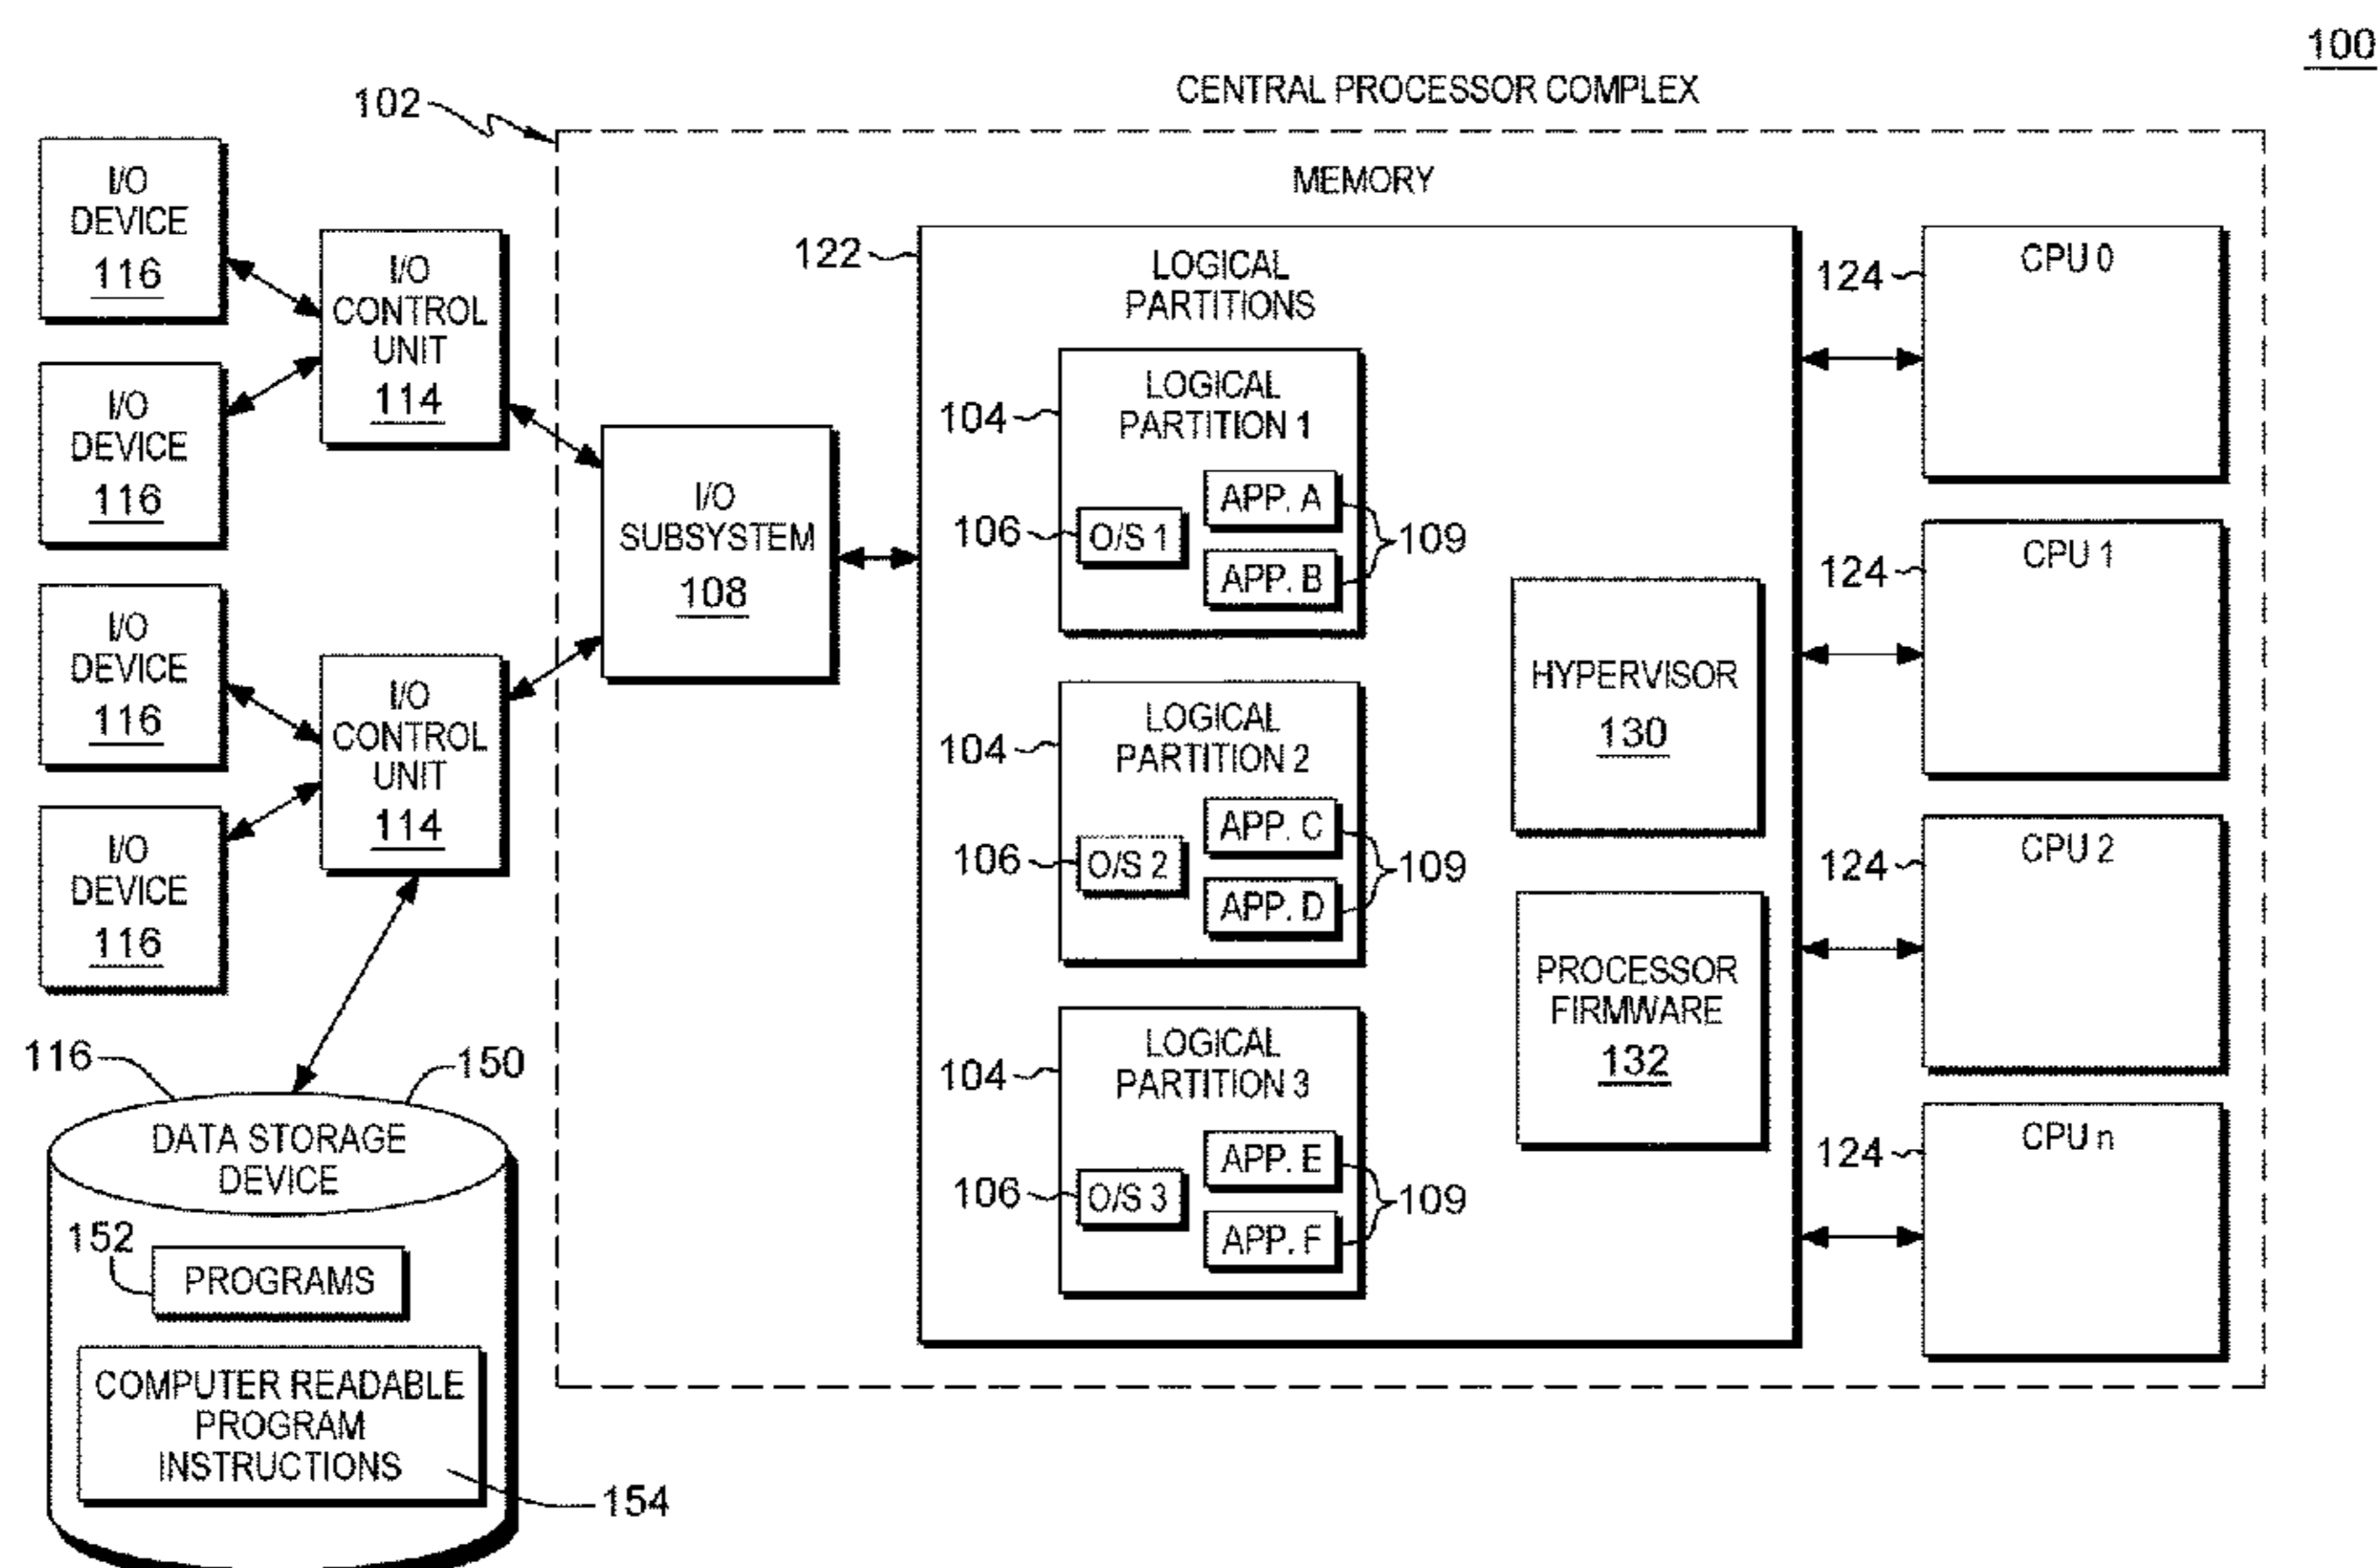 100
CENTRAL PROCESSOR COMPLEX
102
MEMORY
I/O
DEVICE
116
I/O
DEVICE
116
I/O
DEVICE
116
I/O
DEVICE
116
I/O
CONTROL
UNIT
114
I/O
CONTROL
UNIT
114
I/O
SUBSYSTEM
108
122
LOGICAL
PARTITIONS
104
LOGICAL
PARTITION 1
106
O/S 1
APP. A
APP. B
109
104
LOGICAL
PARTITION 2
106
O/S 2
APP. C
APP. D
109
104
LOGICAL
PARTITION 3
106
O/S 3
APP. E
APP. F
109
HYPERVISOR
130
PROCESSOR
FIRMWARE
132
124
CPU 0
124
CPU 1
124
CPU 2
124
CPU n
116
150
DATA STORAGE
DEVICE
152
PROGRAMS
COMPUTER READABLE
PROGRAM
INSTRUCTIONS
154